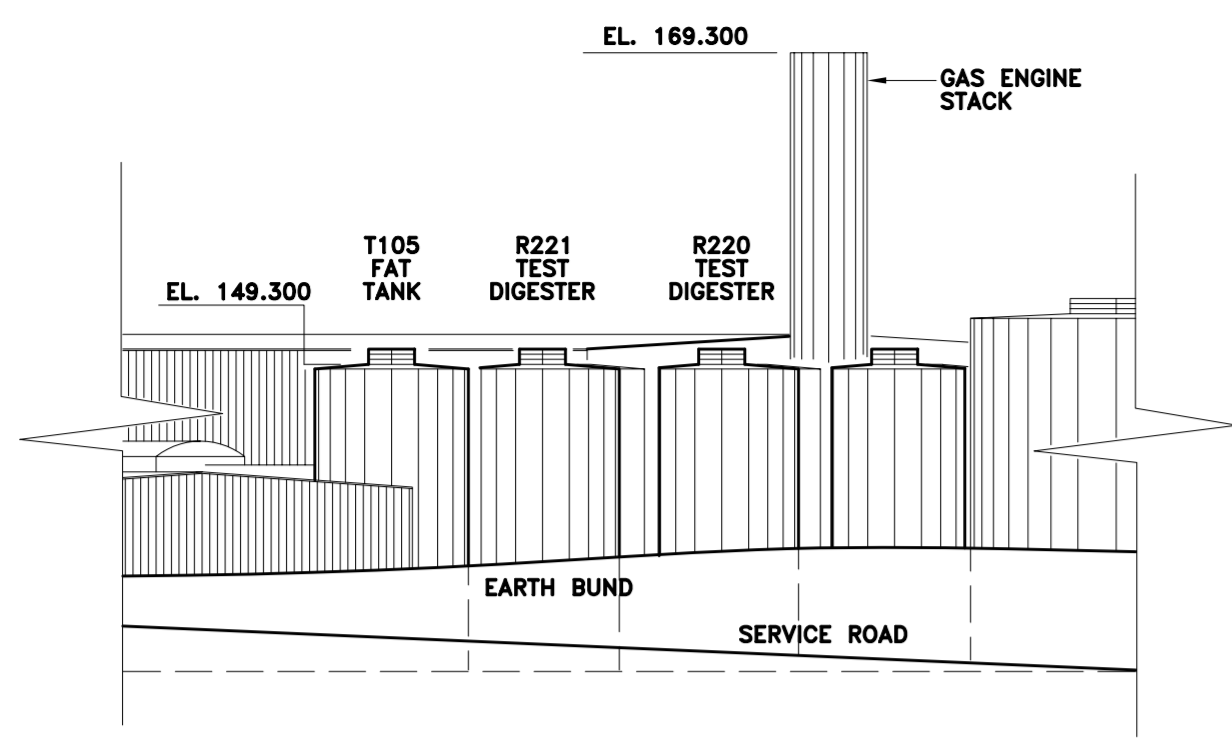 EL. 169.300
GAS ENGINE
STACK
T105
FAT
TANK
R221
TEST
DIGESTER
R220
TEST
DIGESTER
EL. 149.300
EARTH BUND
SERVICE ROAD